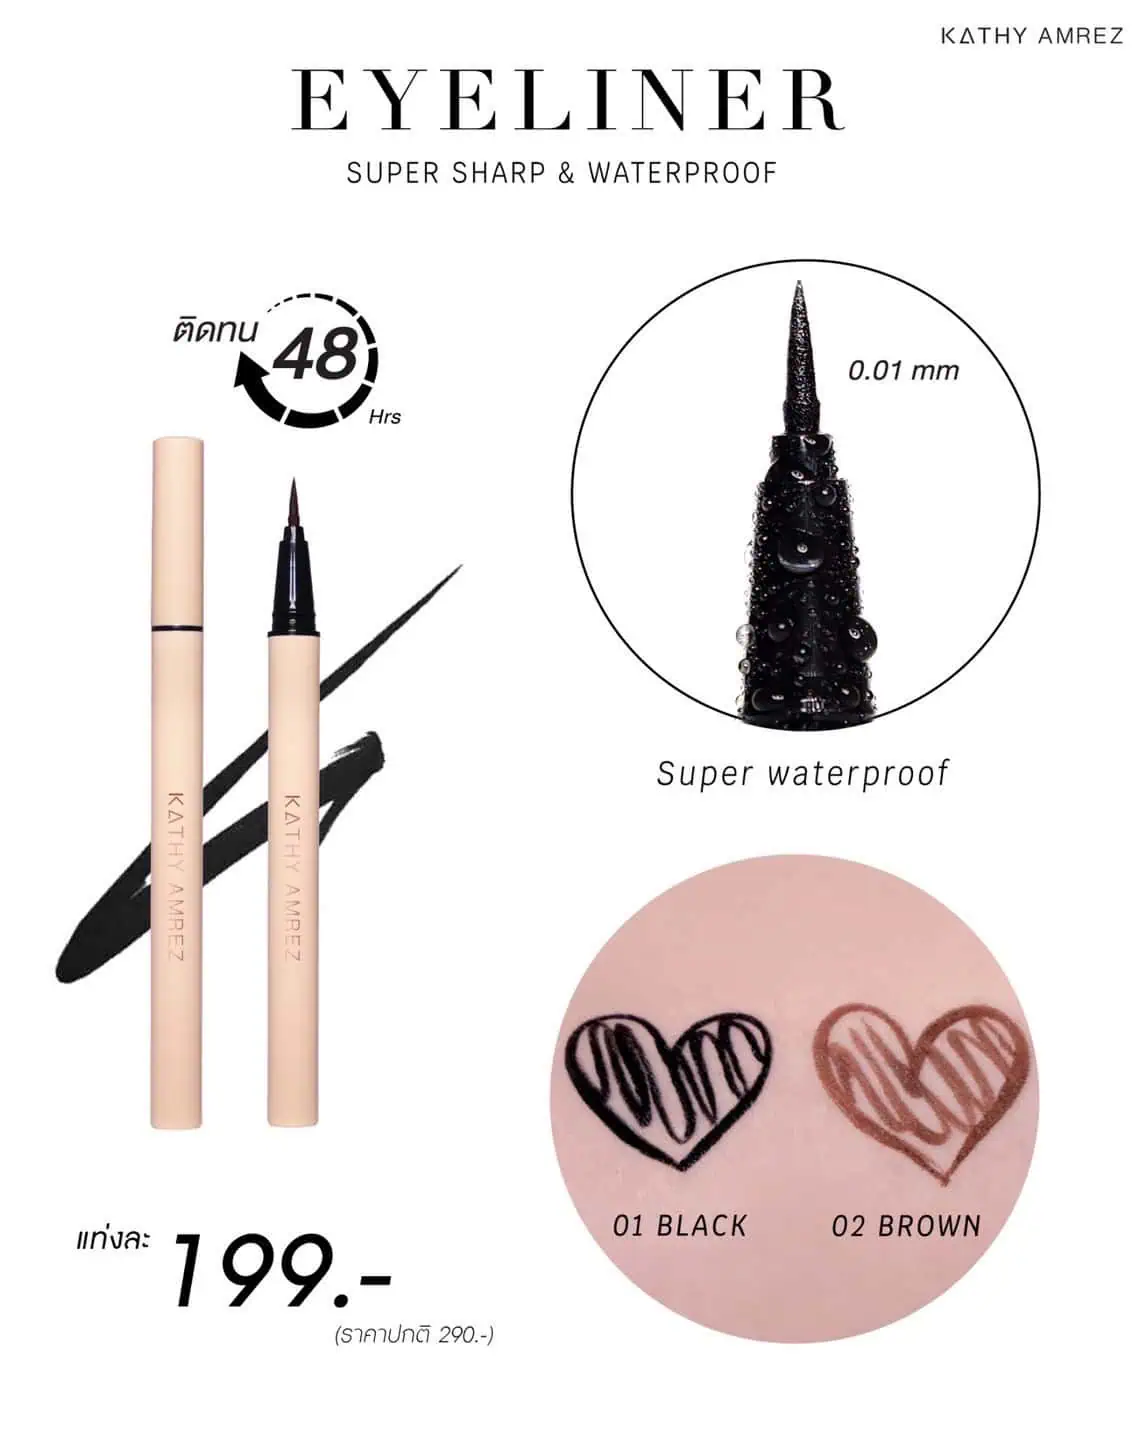 KATHY AMREZ
EYELINER
SUPER SHARP & WATERPROOF
ติดทน 48 Hrs
0.01 mm
Super waterproof
KATHY AMREZ
KATHY AMREZ
01 BLACK
02 BROWN
แท่งละ 199.-
(ราคาปกติ 290.-)